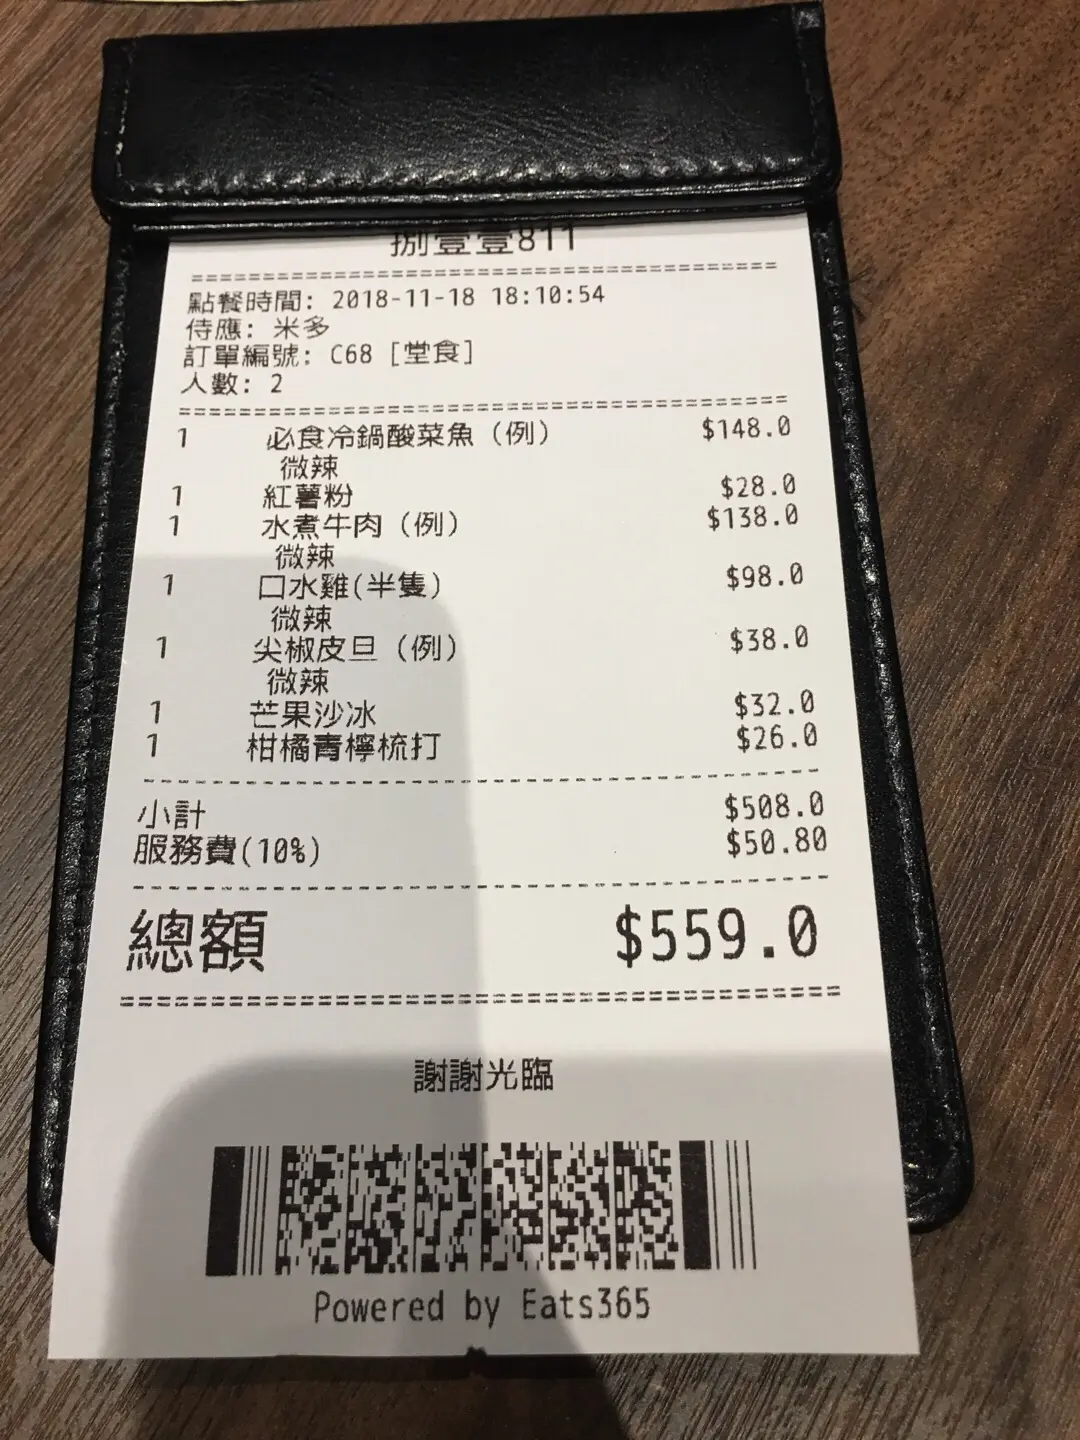 捌壹壹811
點餐時間: 2018-11-18 18:10:54
侍應: 米多
訂單編號: C68 [堂食]
人數: 2
1 必食冷鍋酸菜魚 (例) $148.0
微辣
1 紅薯粉 $28.0
1 水煮牛肉 (例) $138.0
微辣
1 口水雞(半隻) $98.0
微辣
1 尖椒皮旦 (例) $38.0
微辣
1 芒果沙冰 $32.0
1 柑橘青檸梳打 $26.0
小計 $508.0
服務費(10%) $50.80
總額 $559.0
謝謝光臨
Powered by Eats365